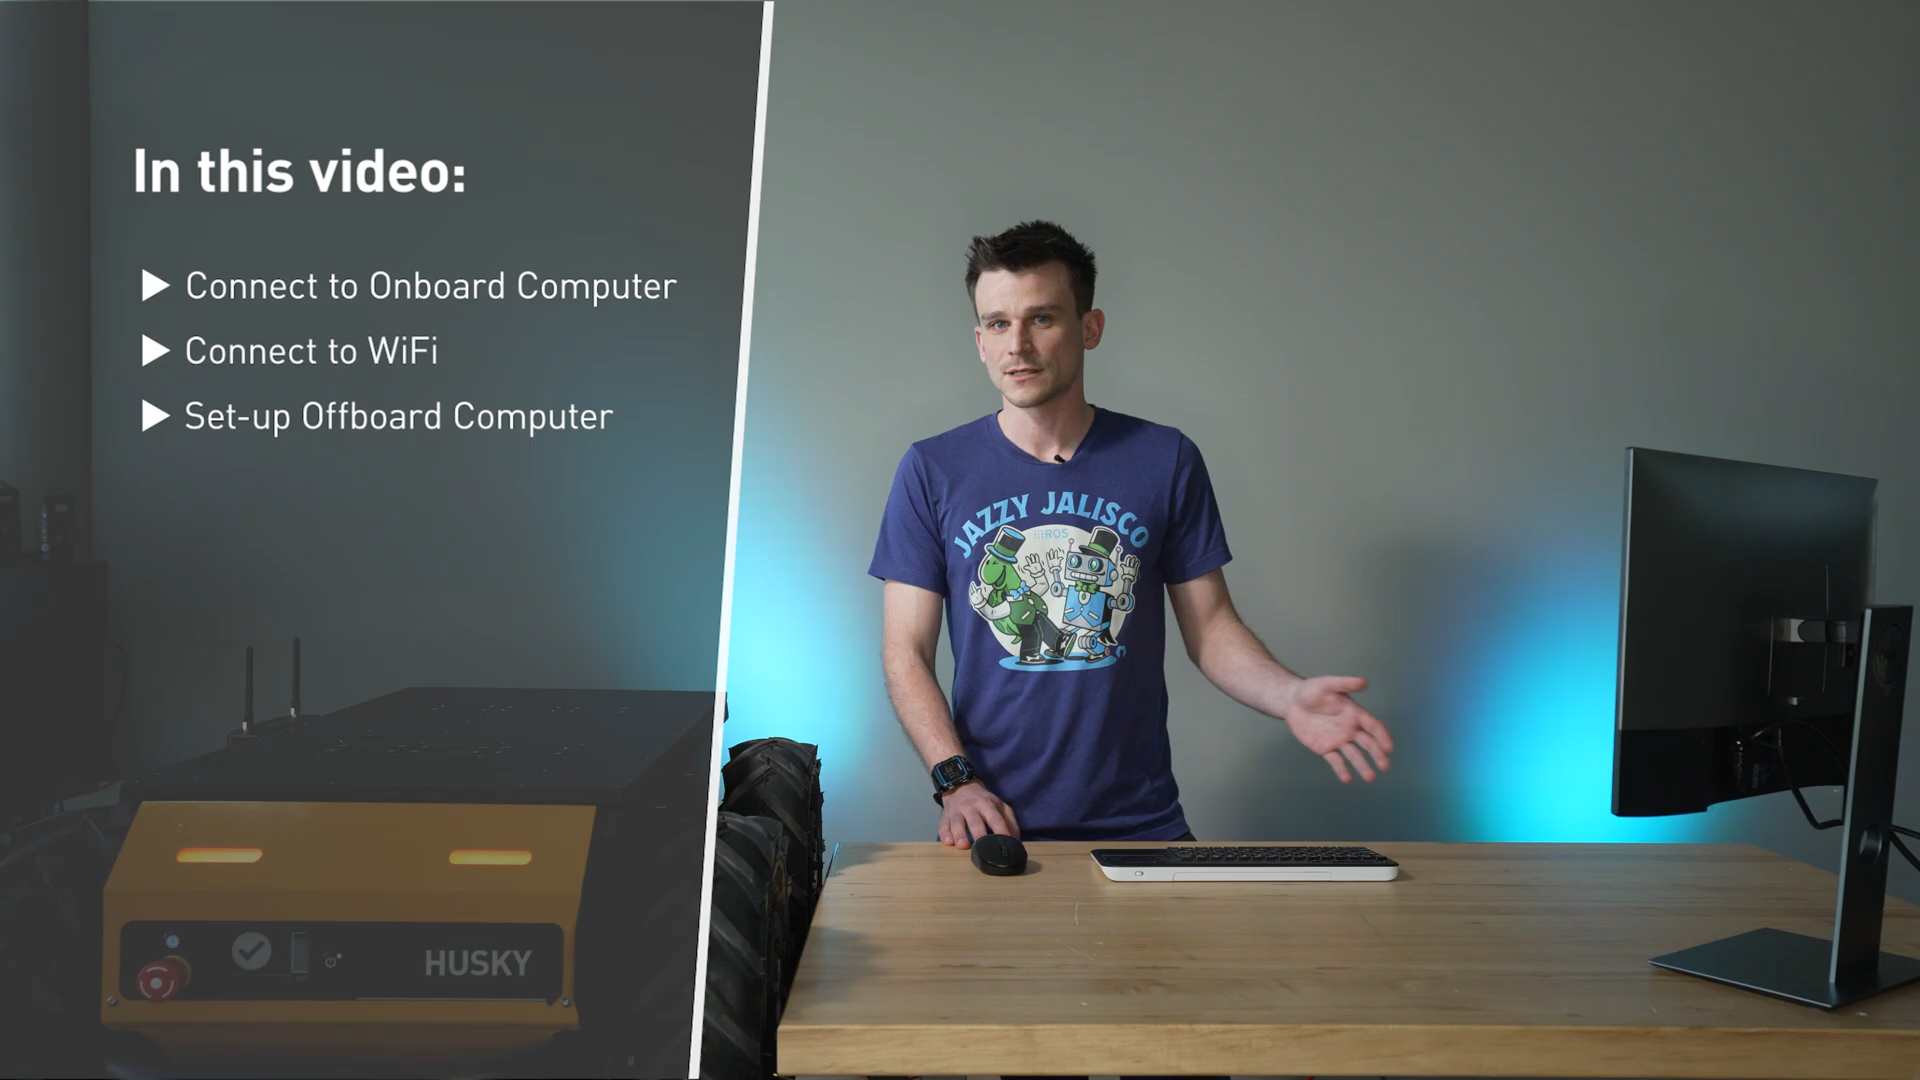 In this video:
Connect to Onboard Computer
Connect to WiFi
Set-up Offboard Computer
JAZZY JALISCO
ROS
HUSKY